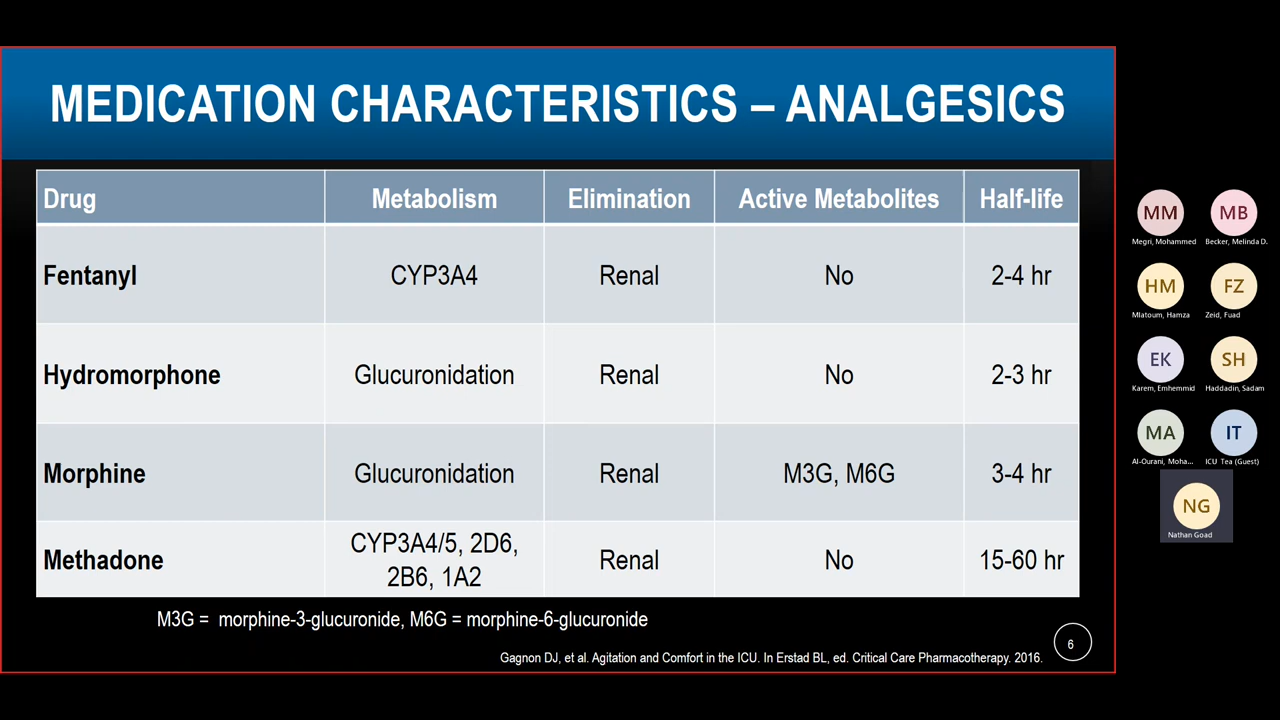 MEDICATION CHARACTERISTICS – ANALGESICS
Drug Metabolism Elimination Active Metabolites Half-life
Fentanyl CYP3A4 Renal No 2-4 hr
Hydromorphone Glucuronidation Renal No 2-3 hr
Morphine Glucuronidation Renal M3G, M6G 3-4 hr
Methadone CYP3A4/5, 2D6, 2B6, 1A2 Renal No 15-60 hr
M3G = morphine-3-glucuronide, M6G = morphine-6-glucuronide
6
Gagnon DJ, et al. Agitation and Comfort in the ICU. In Erstad BL, ed. Critical Care Pharmacotherapy. 2016.
MM MB
Megri, Mohammed Becker, Melinda D.
HM FZ
Mlatoum, Hamza Zeid, Fuad
EK SH
Karem, Emhemmid Haddadin, Sadam
MA IT
Al-Ourani, Moha... ICU Tea (Guest)
NG
Nathan Goad